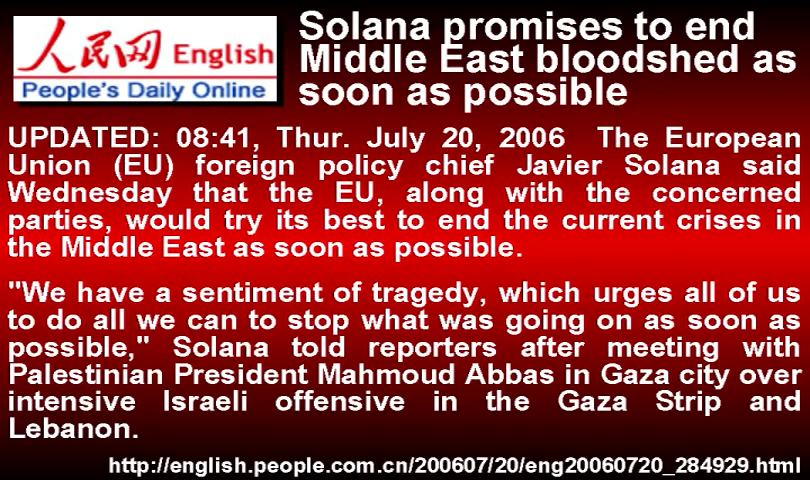 人民网 English
People's Daily Online
Solana promises to end
Middle East bloodshed as
soon as possible
UPDATED: 08:41, Thur. July 20, 2006 The European
Union (EU) foreign policy chief Javier Solana said
Wednesday that the EU, along with the concerned
parties, would try its best to end the current crises in
the Middle East as soon as possible.
"We have a sentiment of tragedy, which urges all of us
to do all we can to stop what was going on as soon as
possible," Solana told reporters after meeting with
Palestinian President Mahmoud Abbas in Gaza city over
intensive Israeli offensive in the Gaza Strip and
Lebanon.
http://english.people.com.cn/200607/20/eng20060720_284929.html